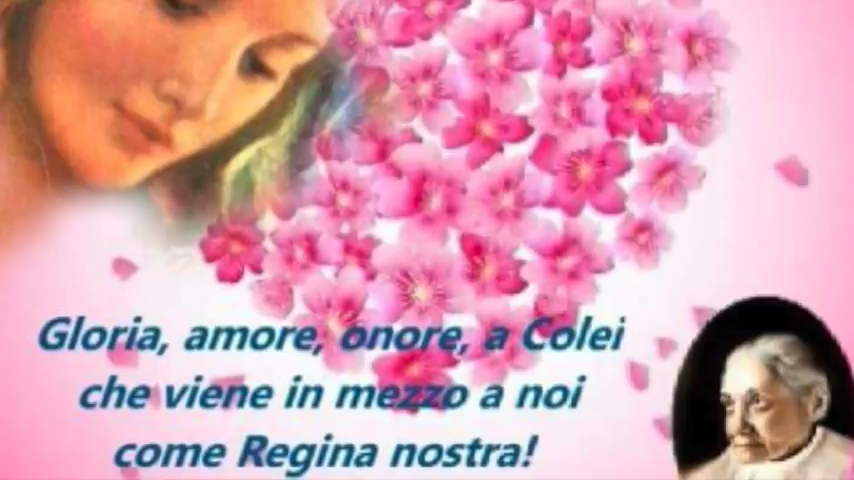 Gloria, amore, onore, a Colei
che viene in mezzo a noi
come Regina nostra!